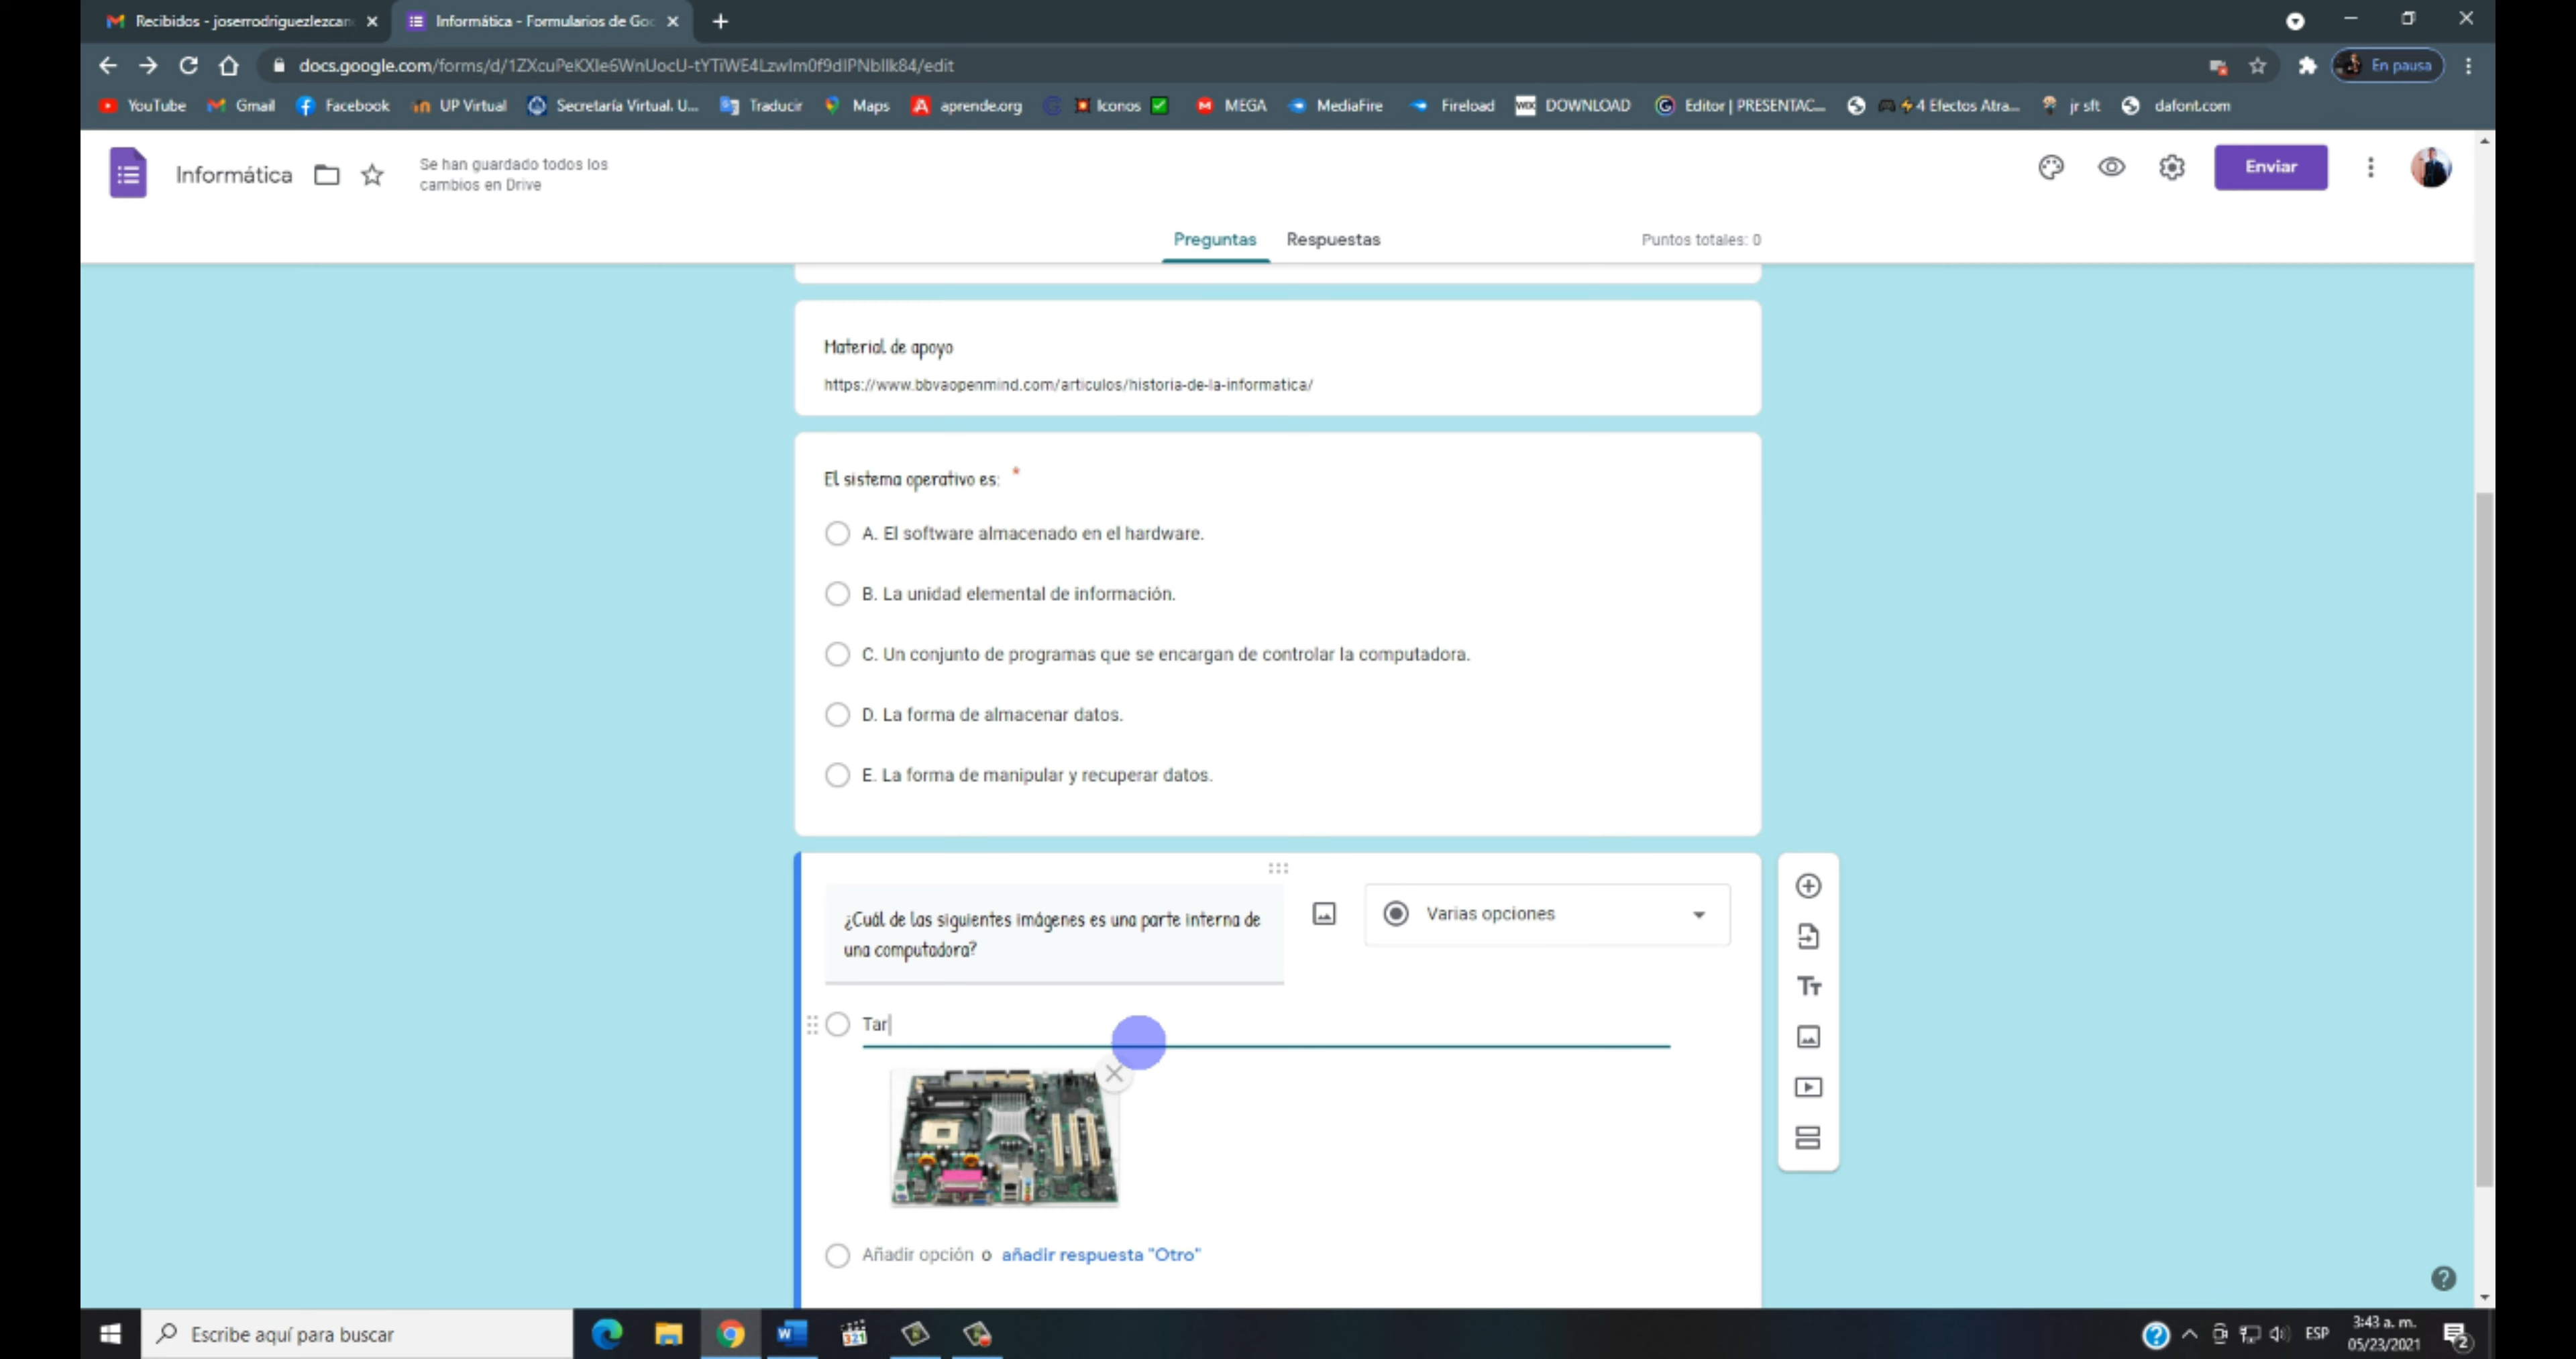 Recibidos - joserrodriguezlezcan
Informática - Formularios de Goo
docs.google.com/forms/d/1ZXcuPeKXIe6WnUocU-tYTiWE4LzwIm0f9dIPNbIIk84/edit
En pausa
YouTube
Gmail
Facebook
UP Virtual
Secretaría Virtual. U...
Traducir
Maps
aprende.org
Iconos
MEGA
MediaFire
Fireload
DOWNLOAD
Editor | PRESENTAC...
4 Efectos Atra...
jr sft
dafont.com
Informática
Se han guardado todos los
cambios en Drive
Enviar
Preguntas
Respuestas
Puntos totales: 0
Material de apoyo
https://www.bbvaopenmind.com/articulos/historia-de-la-informatica/
El sistema operativo es: *
A. El software almacenado en el hardware.
B. La unidad elemental de información.
C. Un conjunto de programas que se encargan de controlar la computadora.
D. La forma de almacenar datos.
E. La forma de manipular y recuperar datos.
¿Cuál de las siguientes imágenes es una parte interna de
una computadora?
Varias opciones
Tar
Añadir opción o añadir respuesta "Otro"
Escribe aquí para buscar
ESP
3:43 a. m.
05/23/2021
2